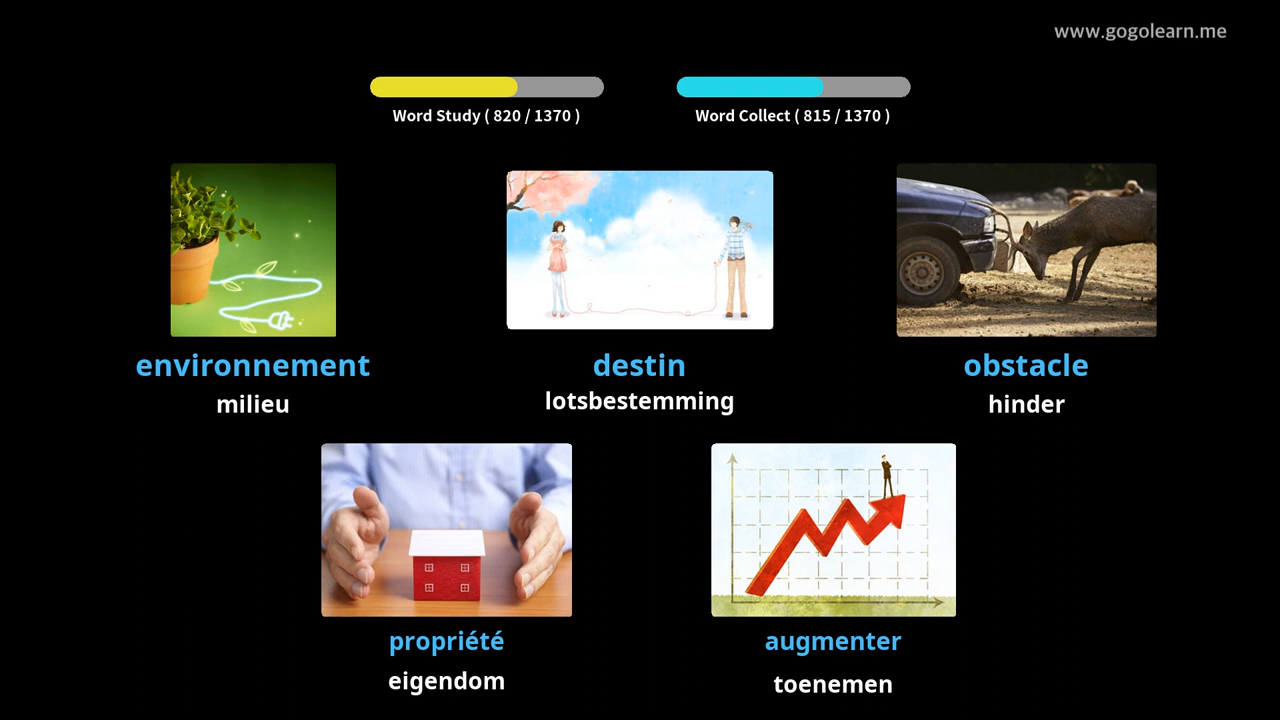 www.gogolearn.me
Word Study ( 820 / 1370 )
Word Collect ( 815 / 1370 )
environnement
milieu
destin
lotsbestemming
obstacle
hinder
propriété
eigendom
augmenter
toenemen